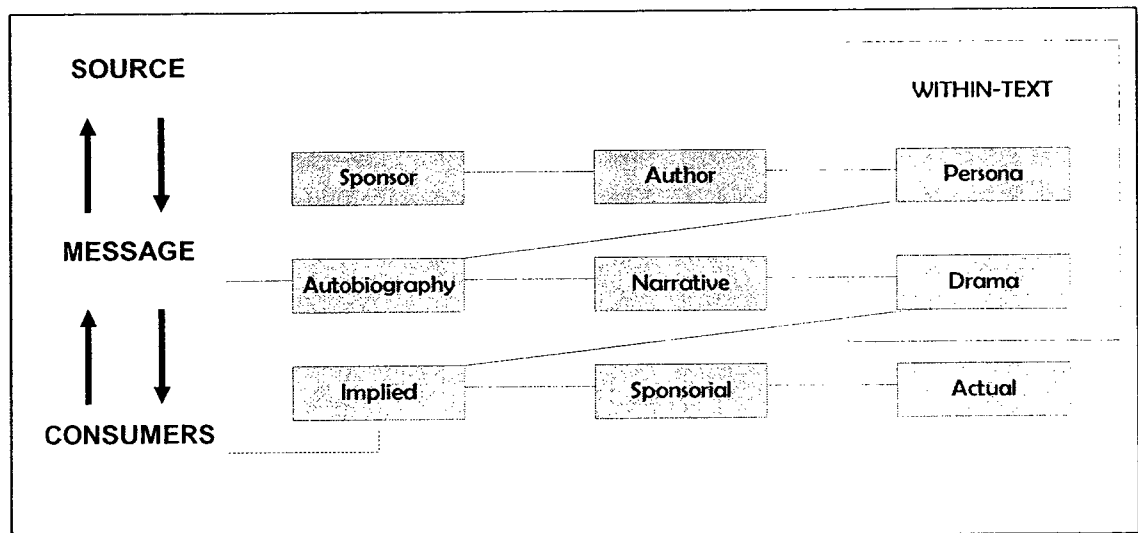 SOURCE
WITHIN-TEXT
Sponsor
Author
Persona
MESSAGE
Autobiography
Narrative
Drama
Implied
Sponsorial
Actual
CONSUMERS